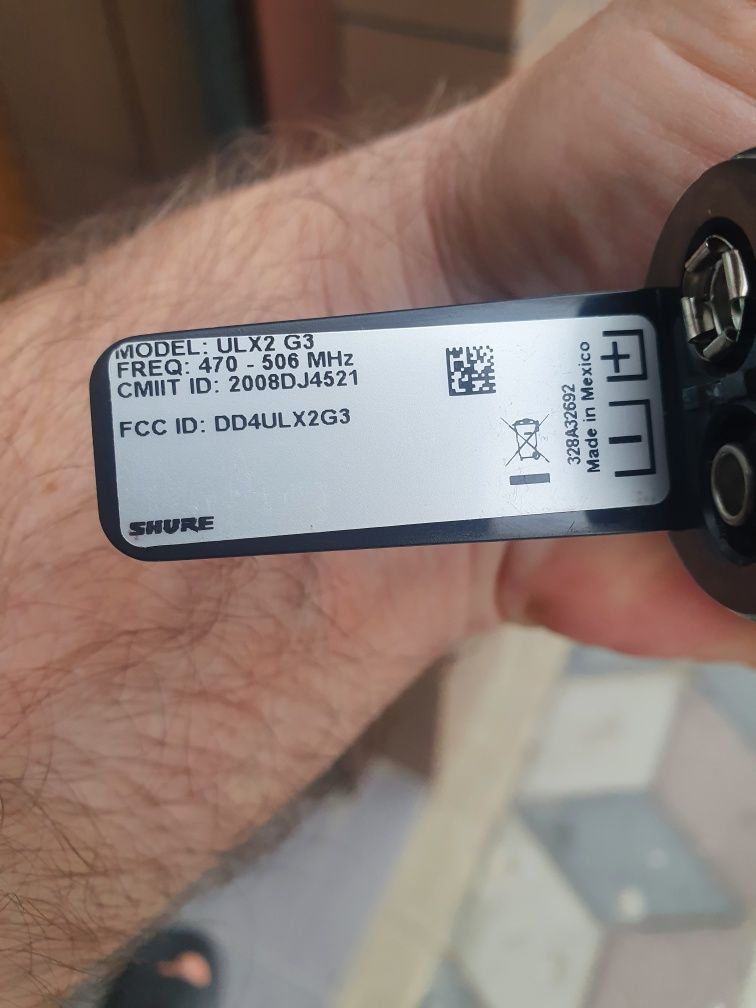 MODEL: ULX2 G3
FREQ: 470 - 506 MHz
CMIIT ID: 2008DJ4521
FCC ID: DD4ULX2G3
SHURE
328A32692
Made in Mexico